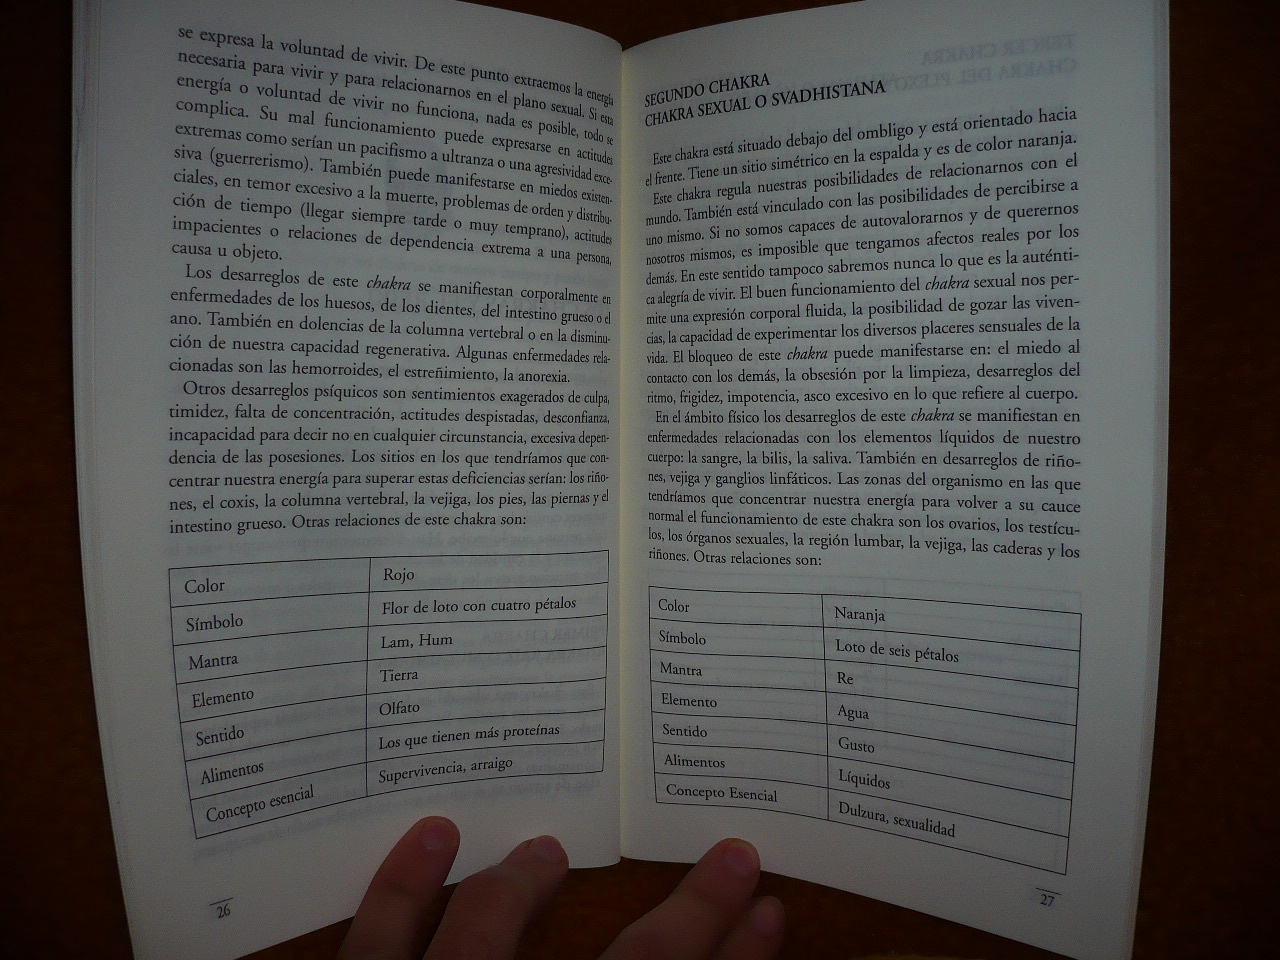 se expresa la voluntad de vivir. De este punto extraemos la energía
necesaria para vivir y para relacionarnos en el plano sexual. Si esta
energía o voluntad de vivir no funciona, nada es posible, todo se
complica. Su mal funcionamiento puede expresarse en actitudes
extremas como serían un pacifismo a ultranza o una agresividad exce-
siva (guerrerismo). También puede manifestarse en miedos existen-
ciales, en temor excesivo a la muerte, problemas de orden y distribu-
ción de tiempo (llegar siempre tarde o muy temprano), actitudes
impacientes o relaciones de dependencia extrema a una persona,
causa u objeto.
Los desarreglos de este chakra se manifiestan corporalmente en
enfermedades de los huesos, de los dientes, del intestino grueso o el
ano. También en dolencias de la columna vertebral o en la disminu-
ción de nuestra capacidad regenerativa. Algunas enfermedades rela-
cionadas son las hemorroides, el estreñimiento, la anorexia.
Otros desarreglos psíquicos son sentimientos exagerados de culpa,
timidez, falta de concentración, actitudes despistadas, desconfianza,
incapacidad para decir no en cualquier circunstancia, excesiva depen-
dencia de las posesiones. Los sitios en los que tendríamos que con-
centrar nuestra energía para superar estas deficiencias serían: los riño-
nes, el coxis, la columna vertebral, la vejiga, los pies, las piernas y el
intestino grueso. Otras relaciones de este chakra son:
Color Rojo
Símbolo Flor de loto con cuatro pétalos
Mantra Lam, Hum
Elemento Tierra
Sentido Olfato
Alimentos Los que tienen más proteínas
Concepto esencial Supervivencia, arraigo
26
SEGUNDO CHAKRA
CHAKRA SEXUAL O SVADHISTANA
Este chakra está situado debajo del ombligo y está orientado hacia
el frente. Tiene un sitio simétrico en la espalda y es de color naranja.
Este chakra regula nuestras posibilidades de relacionarnos con el
mundo. También está vinculado con las posibilidades de percibirse a
uno mismo. Si no somos capaces de autovalorarnos y de querernos
nosotros mismos, es imposible que tengamos afectos reales por los
demás. En este sentido tampoco sabremos nunca lo que es la auténti-
ca alegría de vivir. El buen funcionamiento del chakra sexual nos per-
mite una expresión corporal fluida, la posibilidad de gozar las viven-
cias, la capacidad de experimentar los diversos placeres sensuales de la
vida. El bloqueo de este chakra puede manifestarse en: el miedo al
contacto con los demás, la obsesión por la limpieza, desarreglos del
ritmo, frigidez, impotencia, asco excesivo en lo que refiere al cuerpo.
En el ámbito físico los desarreglos de este chakra se manifiestan en
enfermedades relacionadas con los elementos líquidos de nuestro
cuerpo: la sangre, la bilis, la saliva. También en desarreglos de riño-
nes, vejiga y ganglios linfáticos. Las zonas del organismo en las que
tendríamos que concentrar nuestra energía para volver a su cauce
normal el funcionamiento de este chakra son los ovarios, los testícu-
los, los órganos sexuales, la región lumbar, la vejiga, las caderas y los
riñones. Otras relaciones son:
Color Naranja
Símbolo Loto de seis pétalos
Mantra Re
Elemento Agua
Sentido Gusto
Alimentos Líquidos
Concepto Esencial Dulzura, sexualidad
27